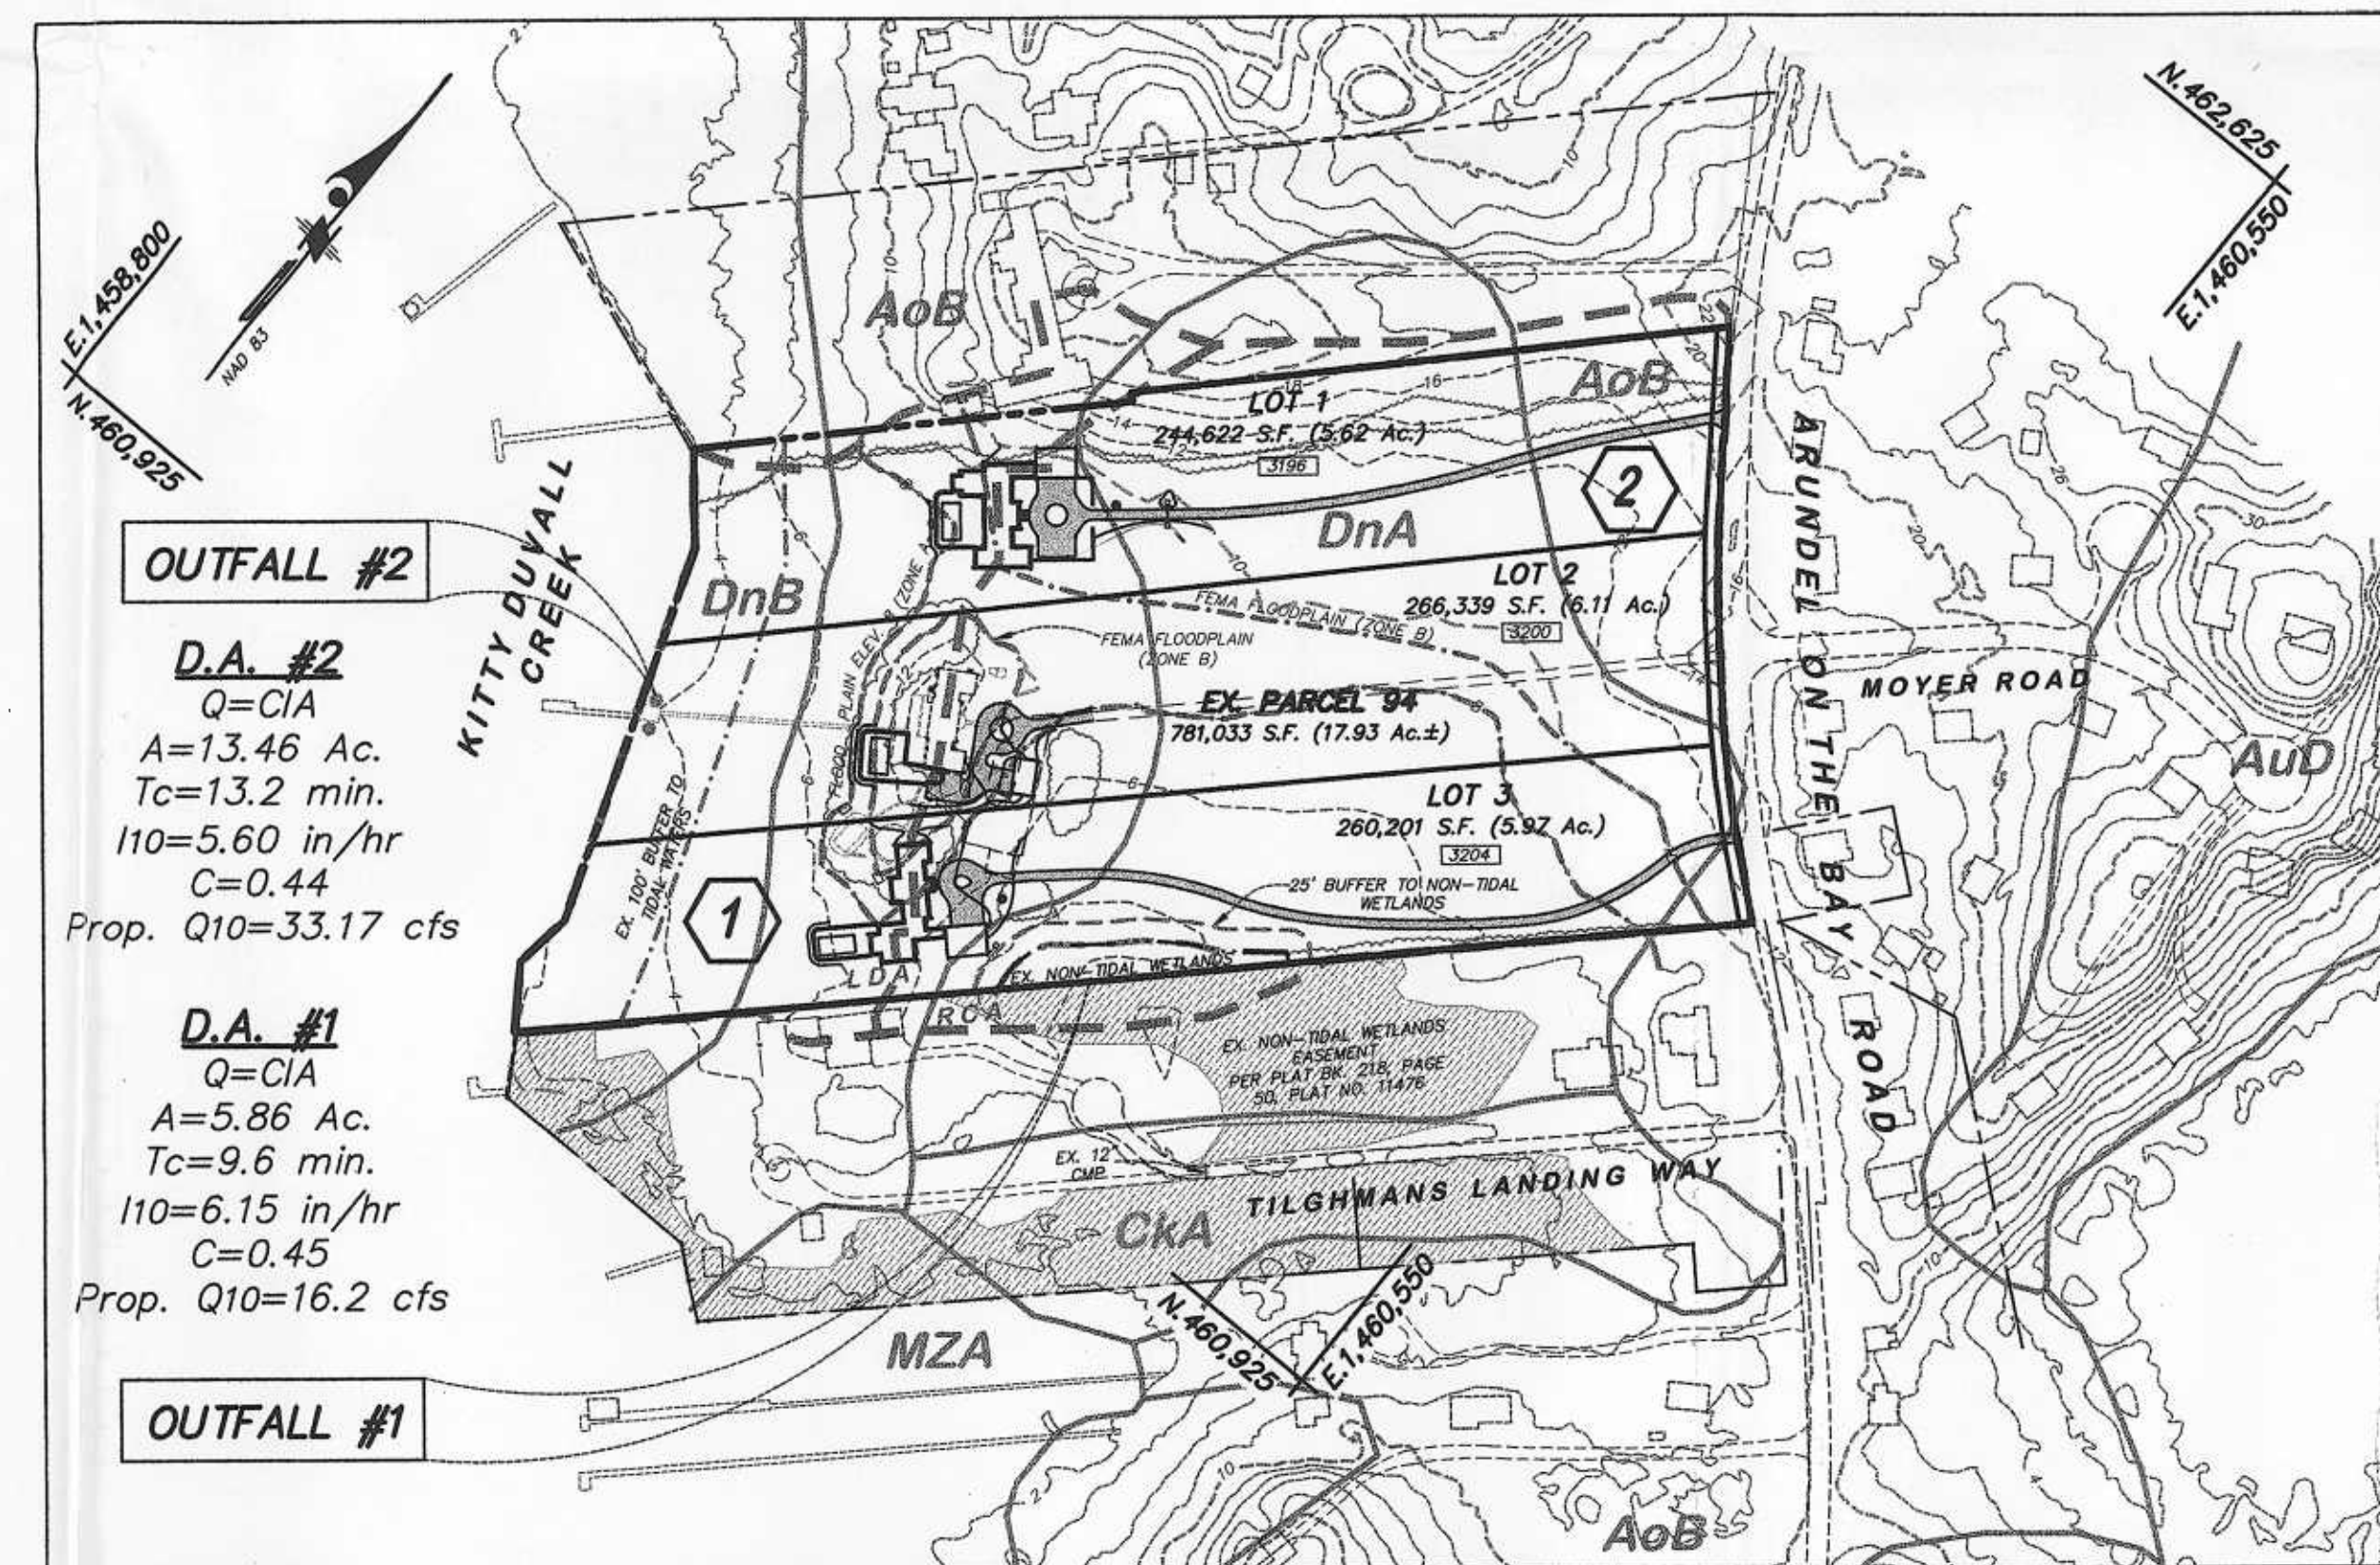 N. 462,625
E. 1,460,550
E. 1,458,800
N. 460,925
NAD 83
OUTFALL #2
D.A. #2
Q=CIA
A=13.46 Ac.
Tc=13.2 min.
I10=5.60 in/hr
C=0.44
Prop. Q10=33.17 cfs
D.A. #1
Q=CIA
A=5.86 Ac.
Tc=9.6 min.
I10=6.15 in/hr
C=0.45
Prop. Q10=16.2 cfs
OUTFALL #1
KITTY DUVALL
CREEK
AoB
AoB
LOT 1
244,622 S.F. (5.62 Ac.)
3196
2
DnA
DnB
LOT 2
266,339 S.F. (6.11 Ac.)
3200
FEMA FLOODPLAIN (ZONE B)
FEMA FLOODPLAIN
(ZONE B)
EX. PARCEL 94
781,033 S.F. (17.93 Ac.±)
LOT 3
260,201 S.F. (5.97 Ac.)
3204
25' BUFFER TO NON-TIDAL
WETLANDS
EX. 100' BUFFER TO
TIDAL WATERS
1
LDA
RCA
EX. NON-TIDAL WETLANDS
EX. NON-TIDAL WETLANDS
EASEMENT
PER PLAT BK. 218, PAGE
50, PLAT NO. 11476
EX. 12"
CMP
TILGHMANS LANDING WAY
CkA
MZA
N. 460,925
E. 1,460,550
ARUNDEL ON THE BAY ROAD
MOYER ROAD
AuD
AoB